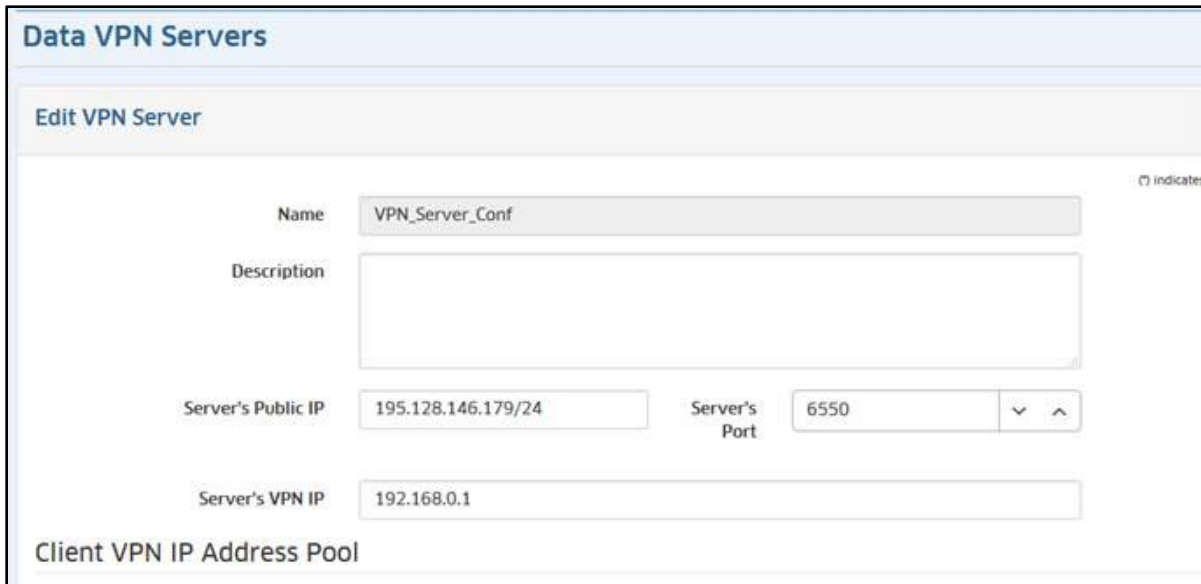 Data VPN Servers
Edit VPN Server
(*) indicates
Name VPN_Server_Conf
Description
Server's Public IP 195.128.146.179/24 Server's Port 6550
Server's VPN IP 192.168.0.1
Client VPN IP Address Pool